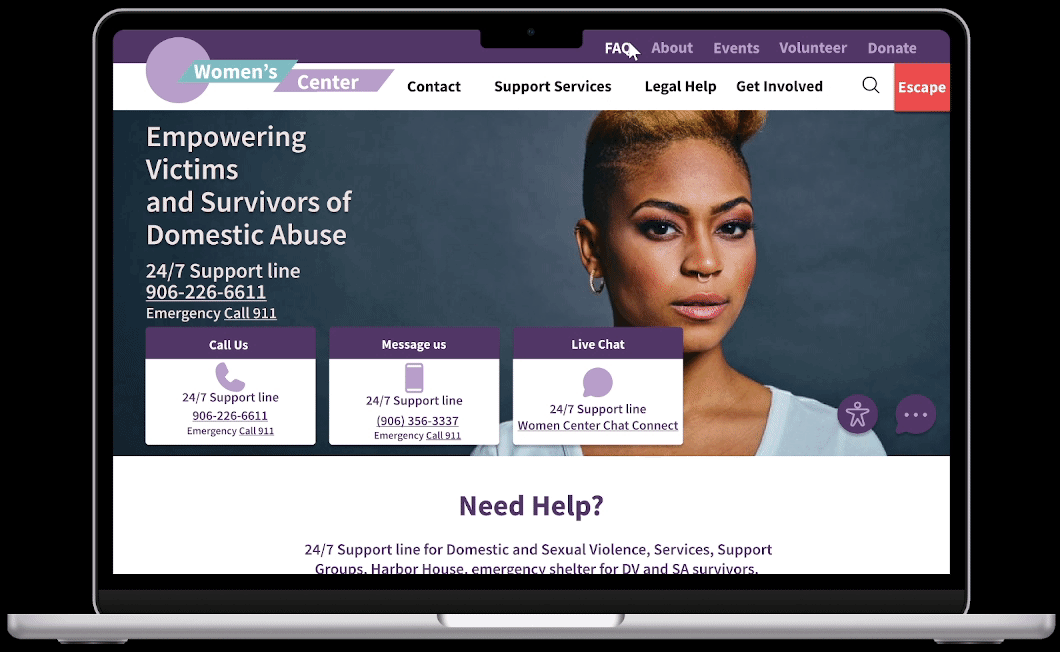 FAQ About Events Volunteer Donate
Women's
Center
Contact Support Services Legal Help Get Involved Escape
Empowering
Victims
and Survivors of
Domestic Abuse
24/7 Support line
906-226-6611
Emergency Call 911
Call Us
24/7 Support line
906-226-6611
Emergency Call 911
Message us
24/7 Support line
(906) 356-3337
Emergency Call 911
Live Chat
24/7 Support line
Women Center Chat Connect
Need Help?
24/7 Support line for Domestic and Sexual Violence, Services, Support
Groups, Harbor House, emergency shelter for DV and SA survivors,